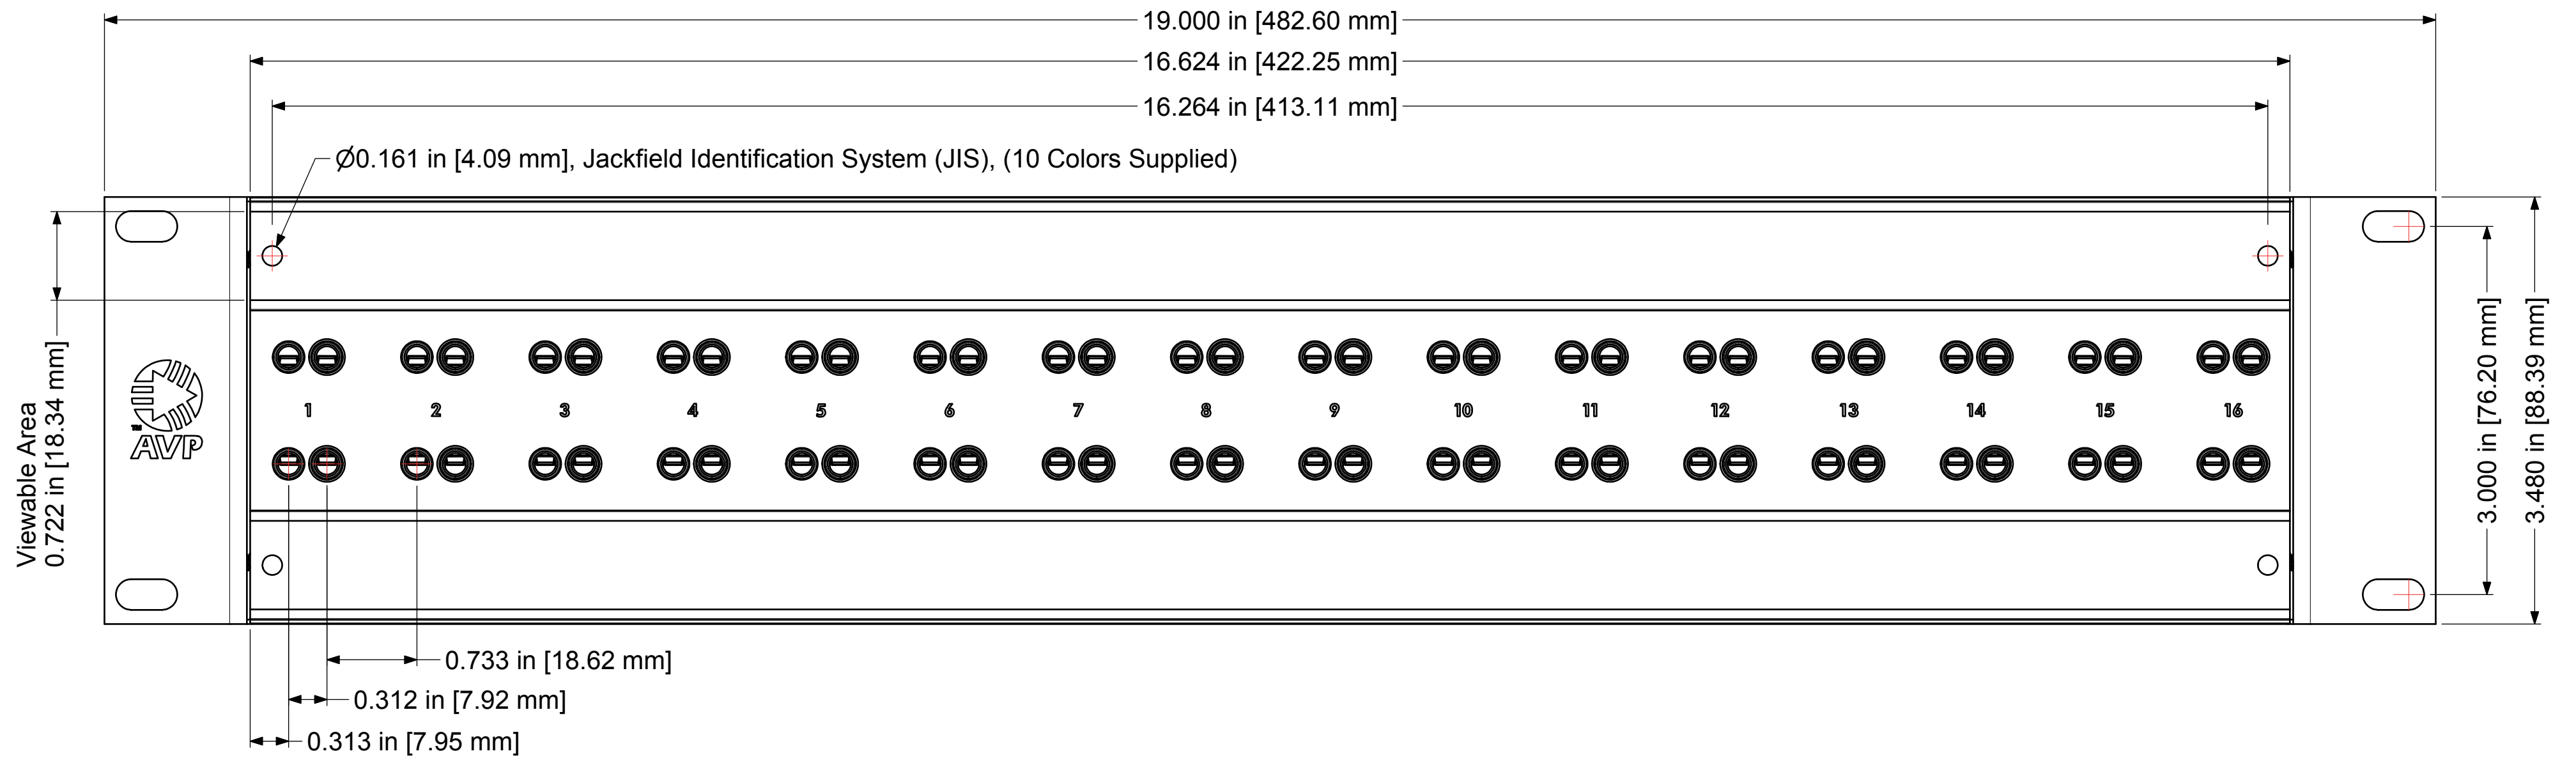 19.000 in [482.60 mm]
16.624 in [422.25 mm]
16.264 in [413.11 mm]
Ø0.161 in [4.09 mm], Jackfield Identification System (JIS), (10 Colors Supplied)
Viewable Area
0.722 in [18.34 mm]
3.000 in [76.20 mm]
3.480 in [88.39 mm]
1 2 3 4 5 6 7 8 9 10 11 12 13 14 15 16
™
AVP
0.733 in [18.62 mm]
0.312 in [7.92 mm]
0.313 in [7.95 mm]